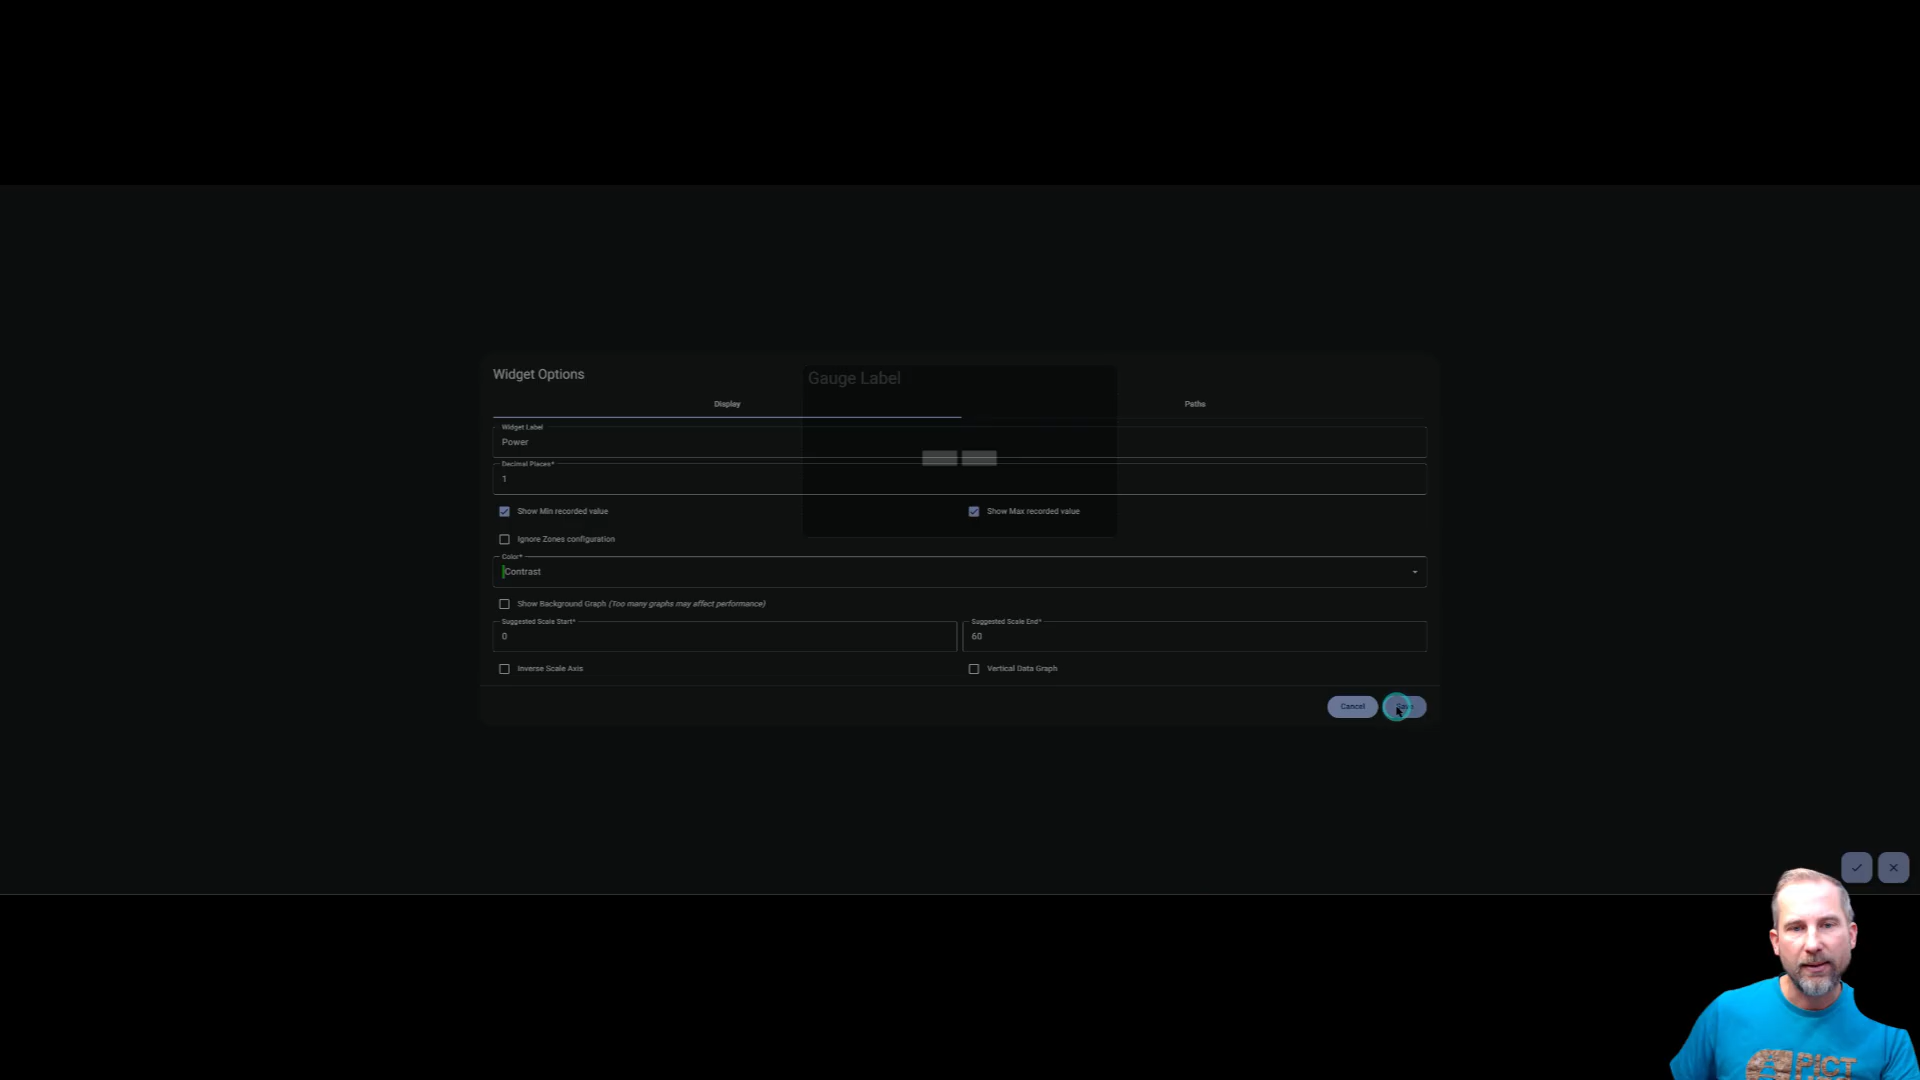 Widget Options
Gauge Label
Display
Paths
Widget Label
Power
Decimal Places*
1
Show Min recorded value
Show Max recorded value
Ignore Zones configuration
Color*
Contrast
Show Background Graph (Too many graphs may affect performance)
Suggested Scale Start*
0
Suggested Scale End*
60
Inverse Scale Axis
Vertical Data Graph
Cancel
PiCT